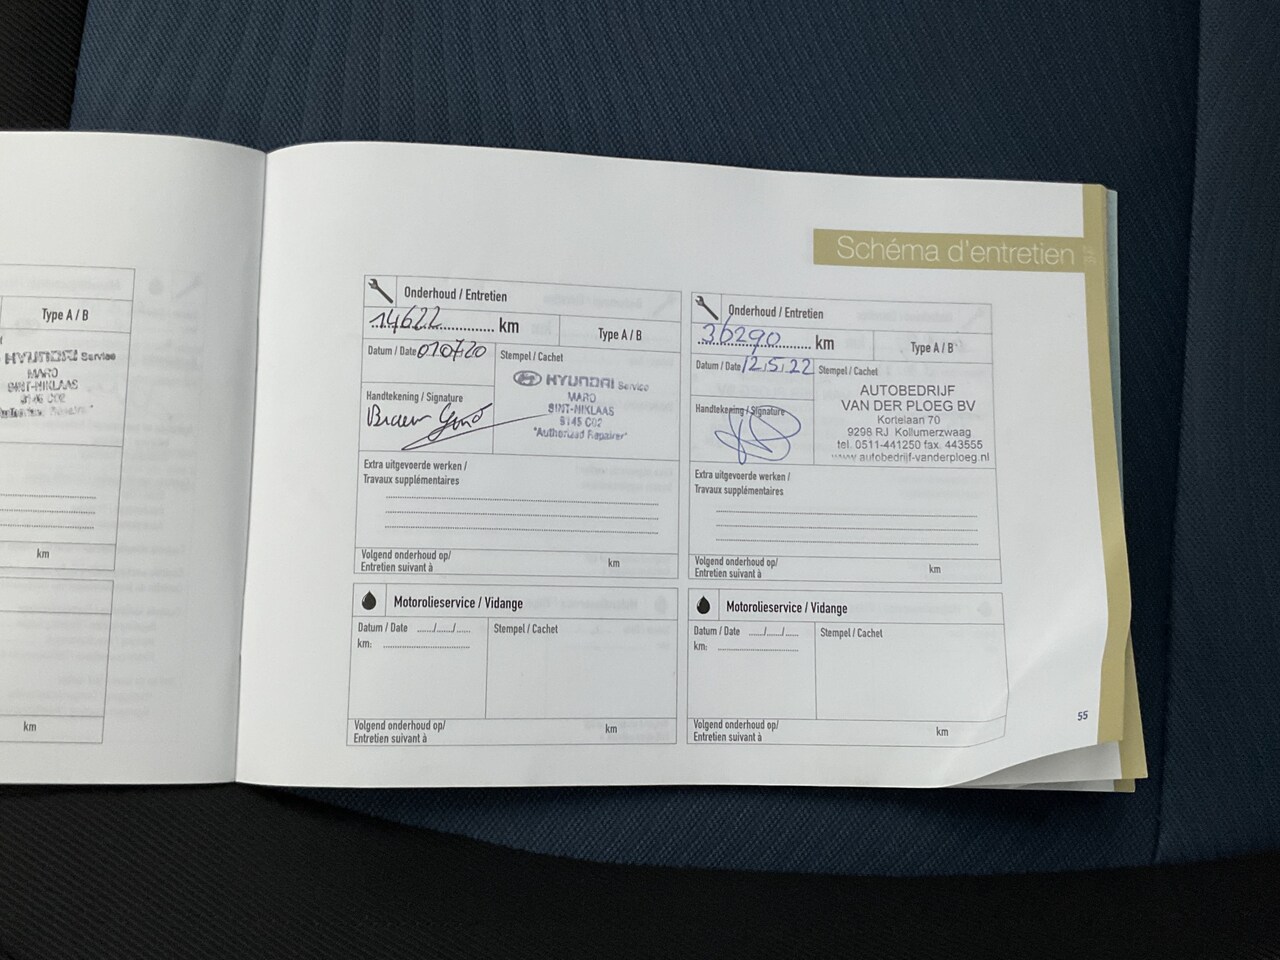 Type A / B
HYUNDAI Service
MARO
SINT-NIKLAAS
9145 C02
km
km
Schéma d'entretien
Onderhoud / Entretien
14622 km
Type A / B
Datum / Date 010720
Stempel / Cachet
HYUNDAI Service
MARO
SINT-NIKLAAS
9145 C02
"Authorized Repairer"
Handtekening / Signature
Extra uitgevoerde werken /
Travaux supplémentaires
Volgend onderhoud op/
Entretien suivant à
km
Motorolieservice / Vidange
Datum / Date ....../....../......
Stempel / Cachet
km:
Volgend onderhoud op/
Entretien suivant à
km
Onderhoud / Entretien
36290 km
Type A / B
Datum / Date 12,5,22
Stempel / Cachet
AUTOBEDRIJF
VAN DER PLOEG BV
Kortelaan 70
9298 RJ Kollumerzwaag
tel. 0511-441250 fax. 443555
www.autobedrijf-vanderploeg.nl
Handtekening / Signature
Extra uitgevoerde werken /
Travaux supplémentaires
Volgend onderhoud op/
Entretien suivant à
km
Motorolieservice / Vidange
Datum / Date ....../....../......
Stempel / Cachet
km:
Volgend onderhoud op/
Entretien suivant à
km
55